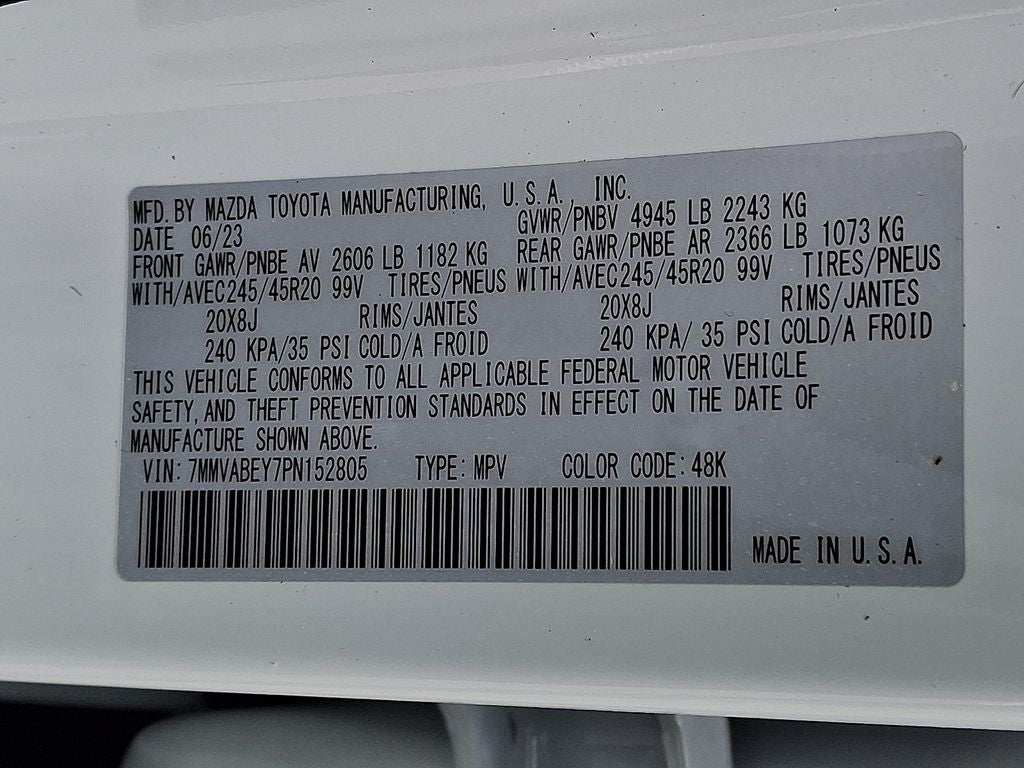 MFD. BY MAZDA TOYOTA MANUFACTURING, U.S.A., INC.
DATE 06/23 GVWR/PNBV 4945 LB 2243 KG
FRONT GAWR/PNBE AV 2606 LB 1182 KG REAR GAWR/PNBE AR 2366 LB 1073 KG
WITH/AVEC245/45R20 99V TIRES/PNEUS WITH/AVEC245/45R20 99V TIRES/PNEUS
20X8J RIMS/JANTES 20X8J RIMS/JANTES
240 KPA/35 PSI COLD/A FROID 240 KPA/ 35 PSI COLD/A FROID
THIS VEHICLE CONFORMS TO ALL APPLICABLE FEDERAL MOTOR VEHICLE
SAFETY, AND THEFT PREVENTION STANDARDS IN EFFECT ON THE DATE OF
MANUFACTURE SHOWN ABOVE.
VIN: 7MMVABEY7PN152805 TYPE: MPV COLOR CODE: 48K
MADE IN U.S.A.